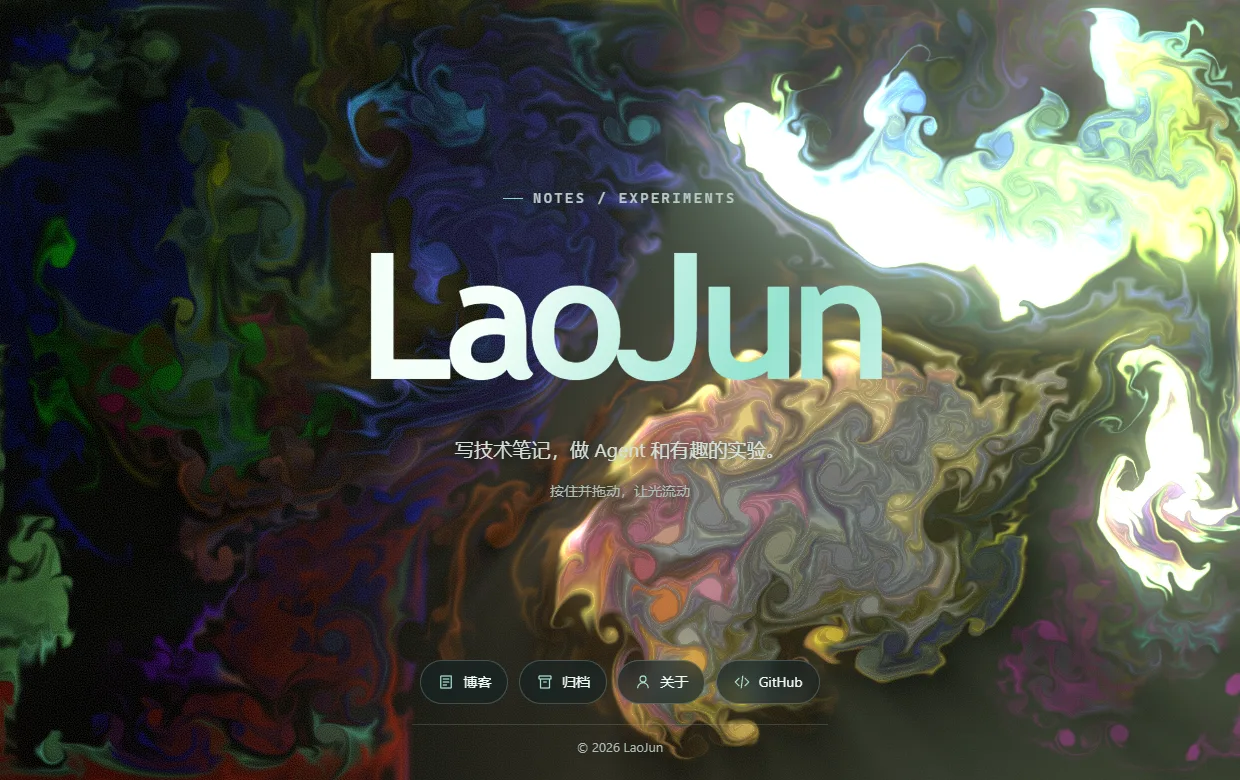 NOTES / EXPERIMENTS
LaoJun
写技术笔记，做 Agent 和有趣的实验。
按住并拖动，让光流动
博客 归档 关于 GitHub
© 2026 LaoJun